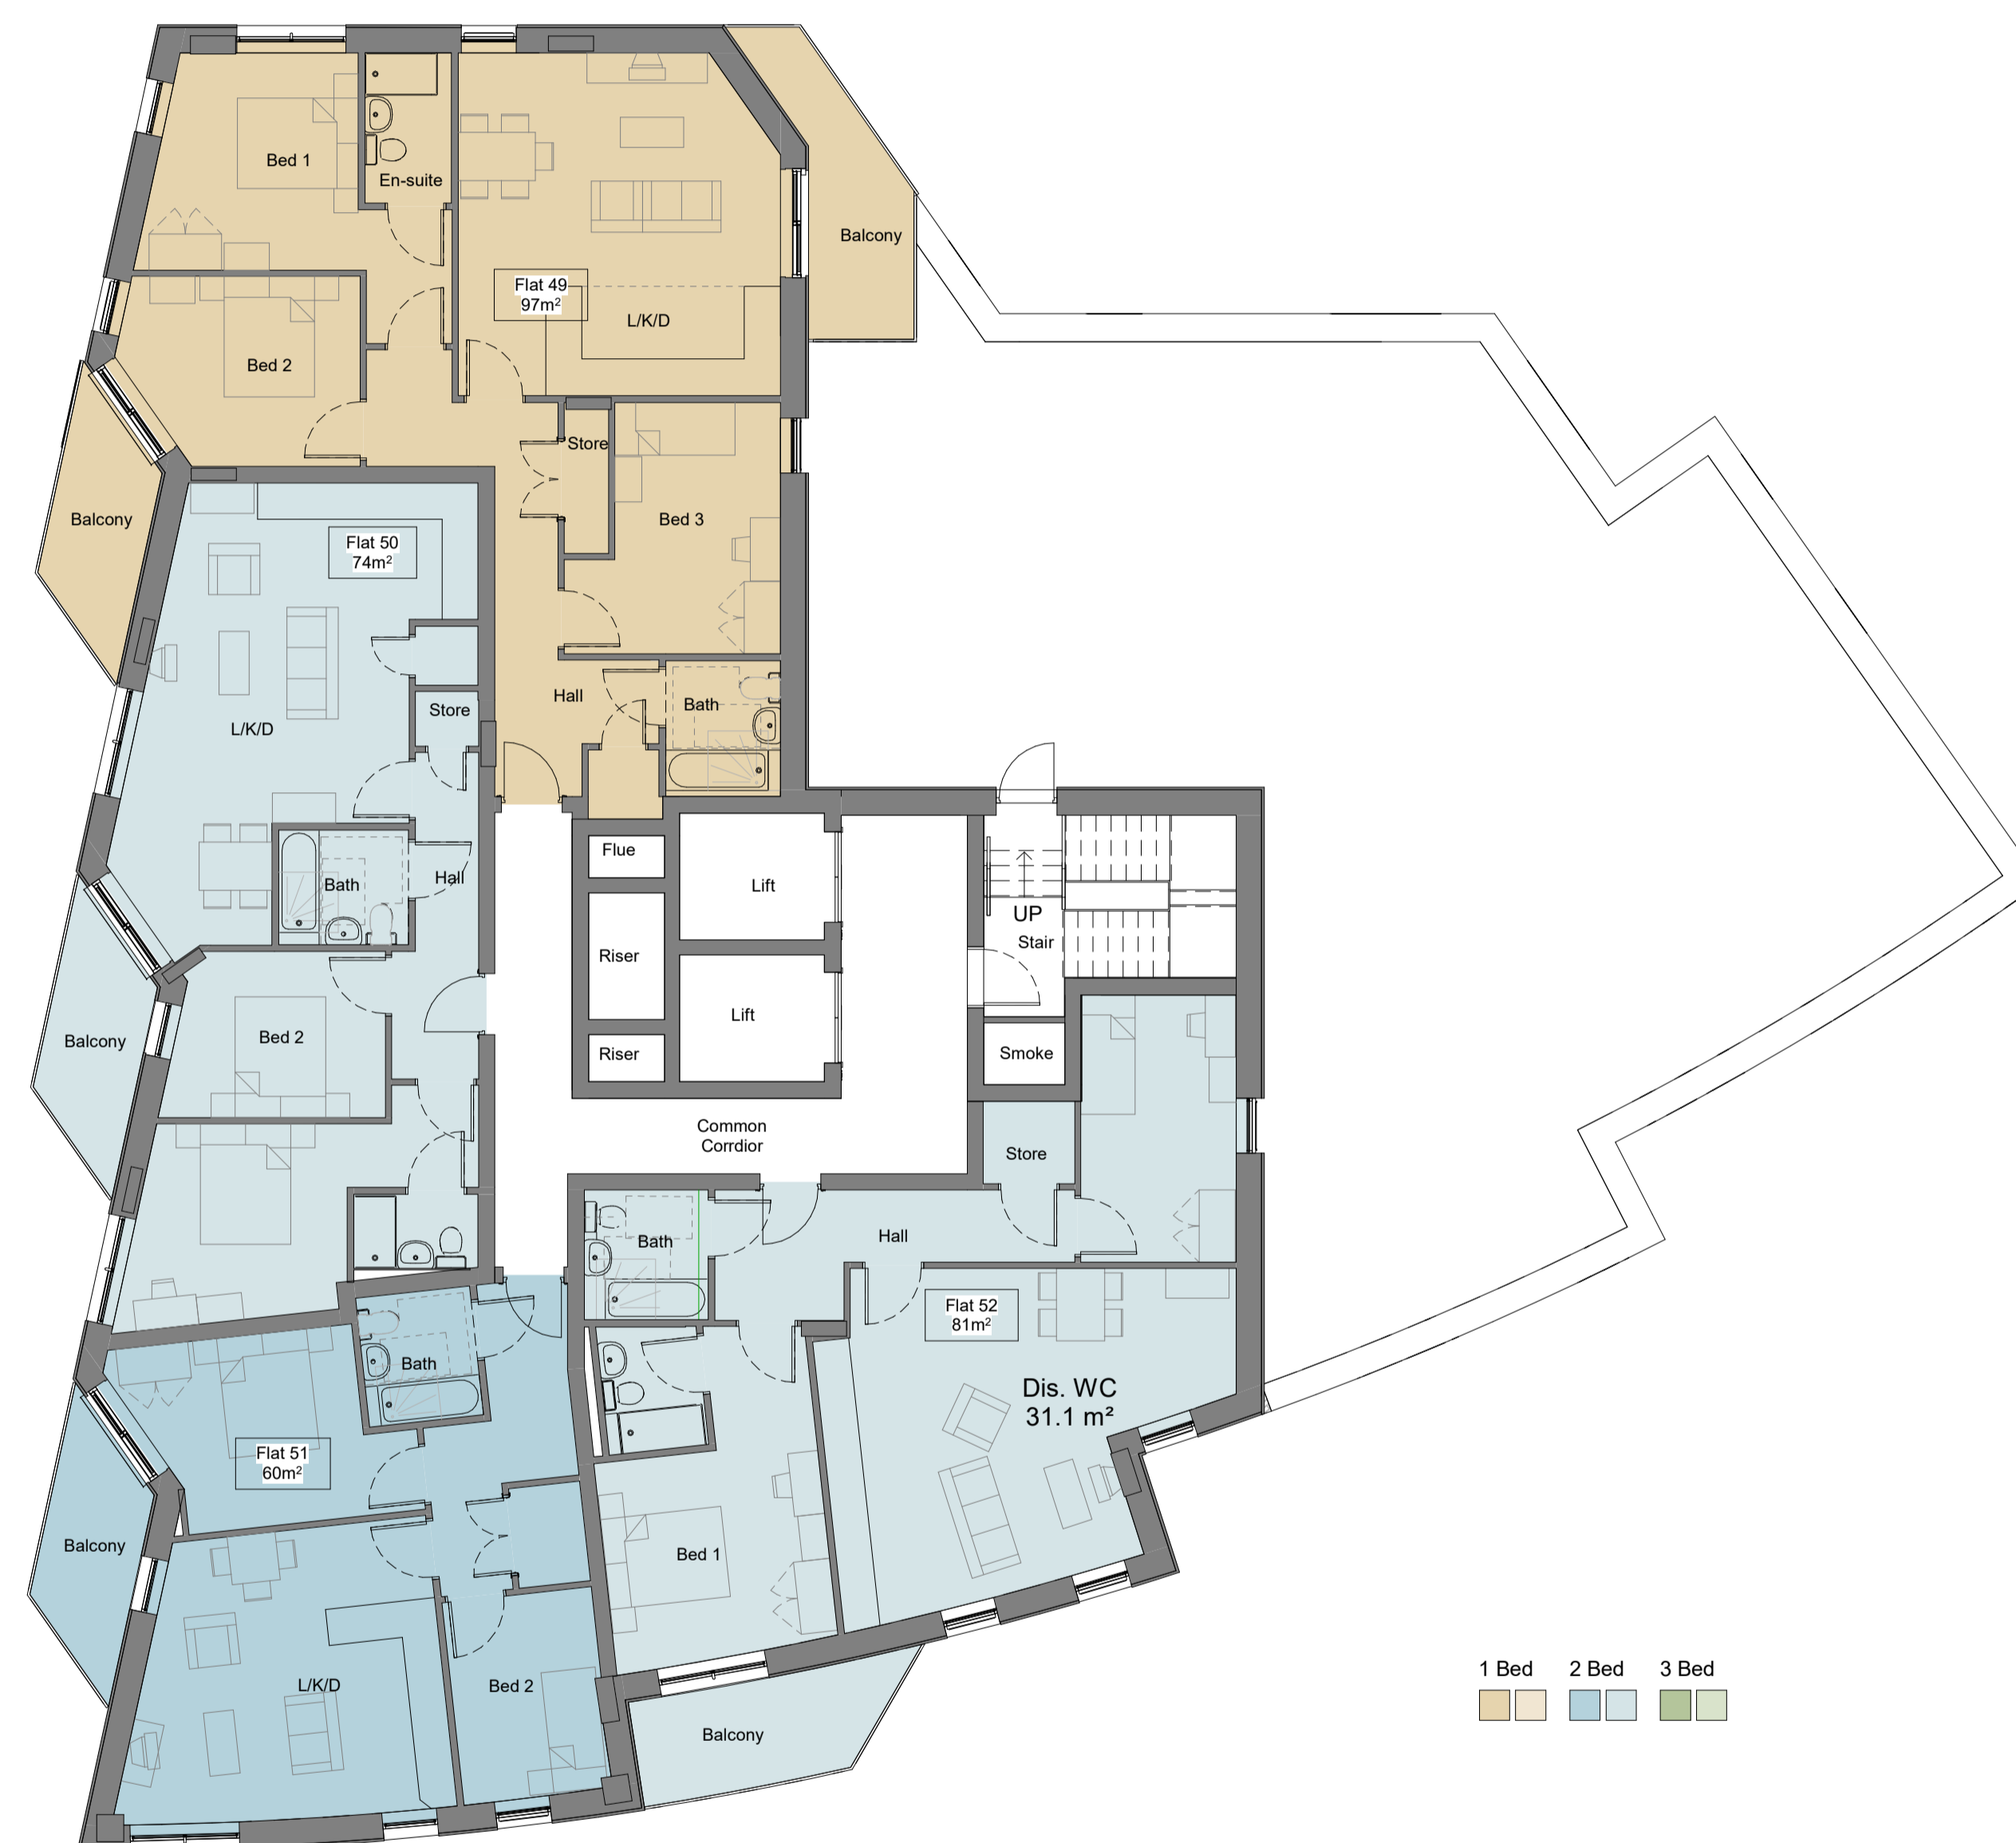 Bed 1
En-suite
Balcony
Flat 49
97m²
L/K/D
Bed 2
Store
Balcony
Bed 3
Flat 50
74m²
Hall
Bath
Store
L/K/D
Flue
Lift
Bath
Hall
UP
Stair
Riser
Lift
Balcony
Bed 2
Riser
Smoke
Common
Corrdior
Store
Bath
Hall
Flat 52
81m²
Bath
Dis. WC
31.1 m²
Flat 51
60m²
Balcony
Bed 1
L/K/D
Bed 2
Balcony
1 Bed 2 Bed 3 Bed